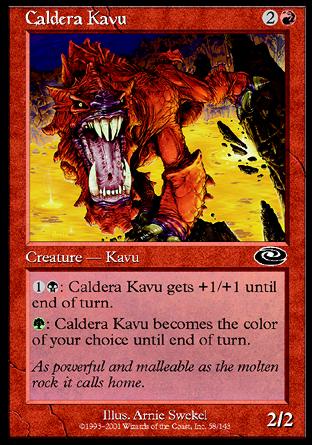 Caldera Kavu 2
Creature — Kavu
1: Caldera Kavu gets +1/+1 until
end of turn.
: Caldera Kavu becomes the color
of your choice until end of turn.
As powerful and malleable as the molten
rock it calls home.
Illus. Arnie Swekel
©1993-2001 Wizards of the Coast, Inc. 58/143
2/2